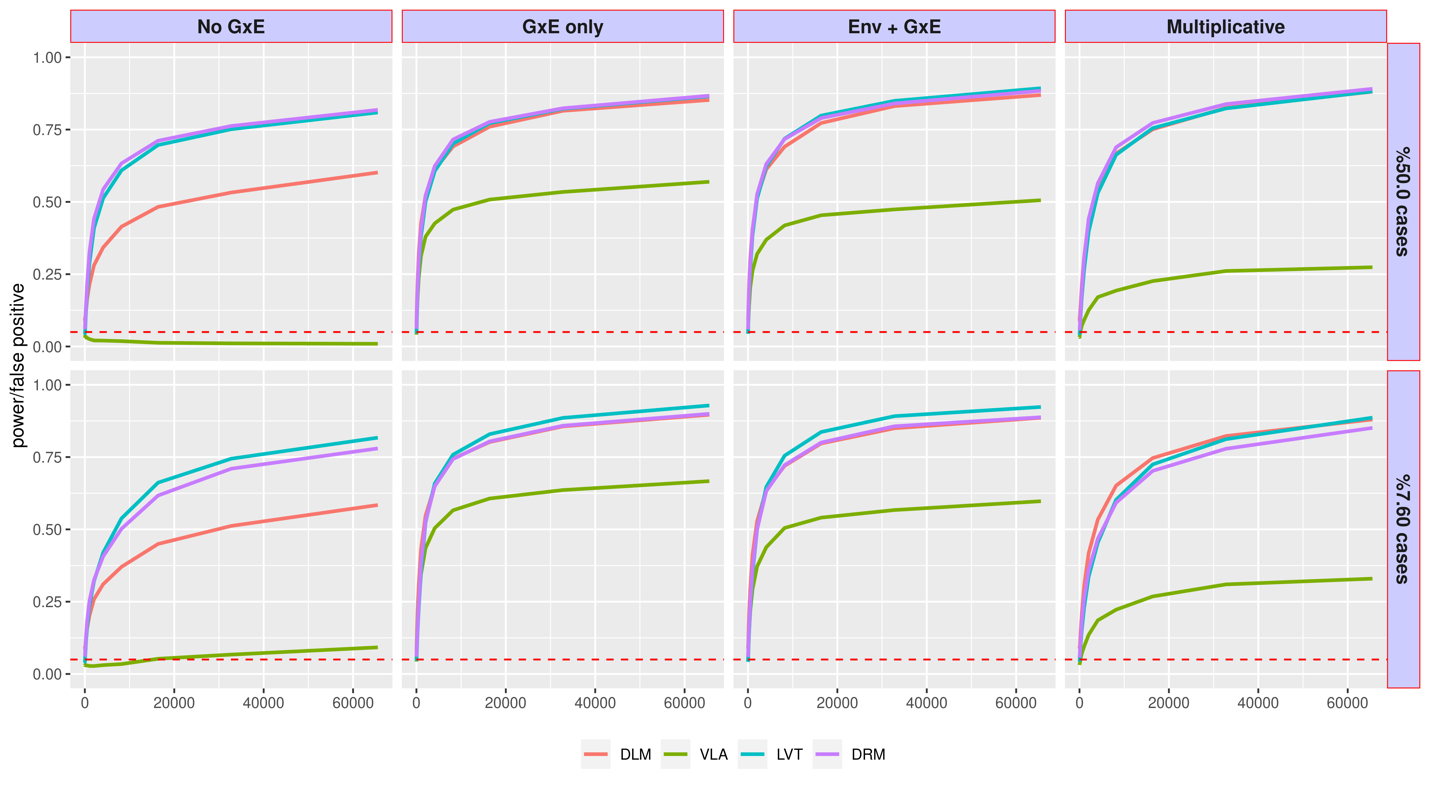 No GxE GxE only Env + GxE Multiplicative
1.00
0.75
0.50
0.25
0.00
%50.0 cases
power/false positive
1.00
0.75
0.50
0.25
0.00
%7.60 cases
0 20000 40000 60000 0 20000 40000 60000 0 20000 40000 60000 0 20000 40000 60000
DLM VLA LVT DRM